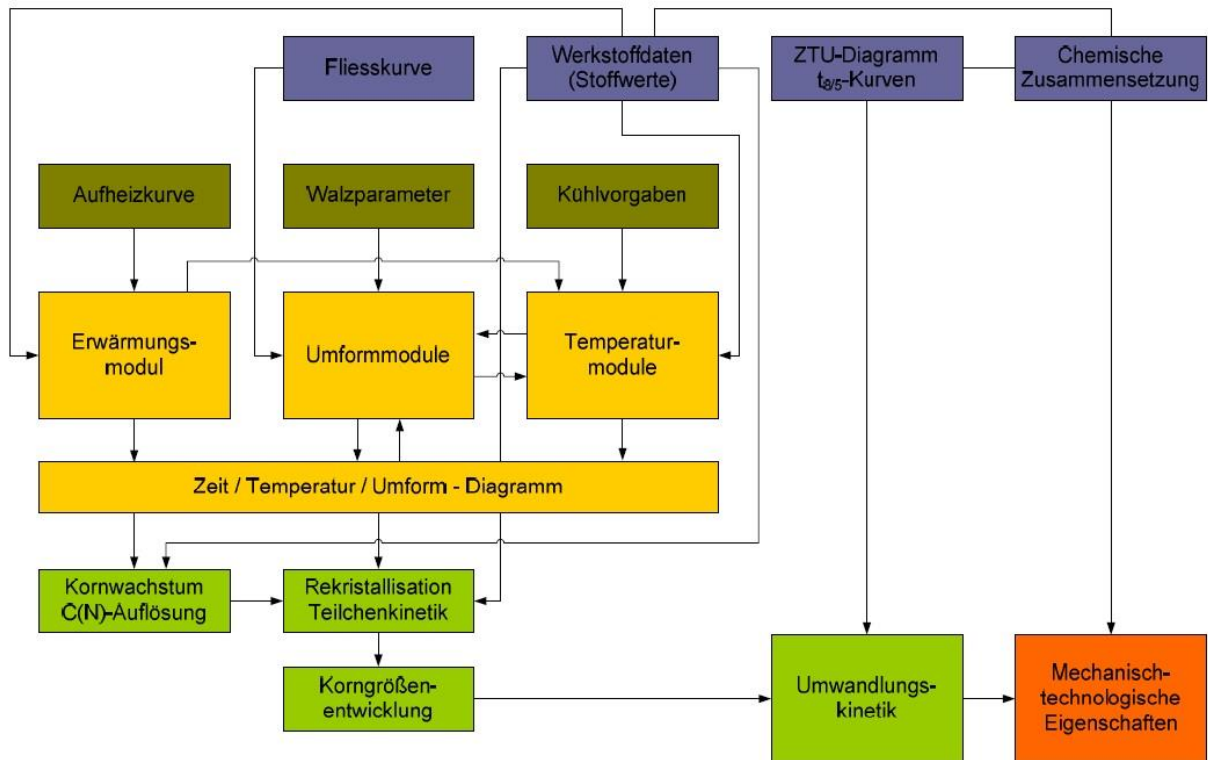 Fliesskurve
Werkstoffdaten
(Stoffwerte)
ZTU-Diagramm
t8/5-Kurven
Chemische
Zusammensetzung
Aufheizkurve
Walzparameter
Kühlvorgaben
Erwärmungs-
modul
Umformmodule
Temperatur-
module
Zeit / Temperatur / Umform - Diagramm
Kornwachstum
C(N)-Auflösung
Rekristallisation
Teilchenkinetik
Korngrößen-
entwicklung
Umwandlungs-
kinetik
Mechanisch-
technologische
Eigenschaften